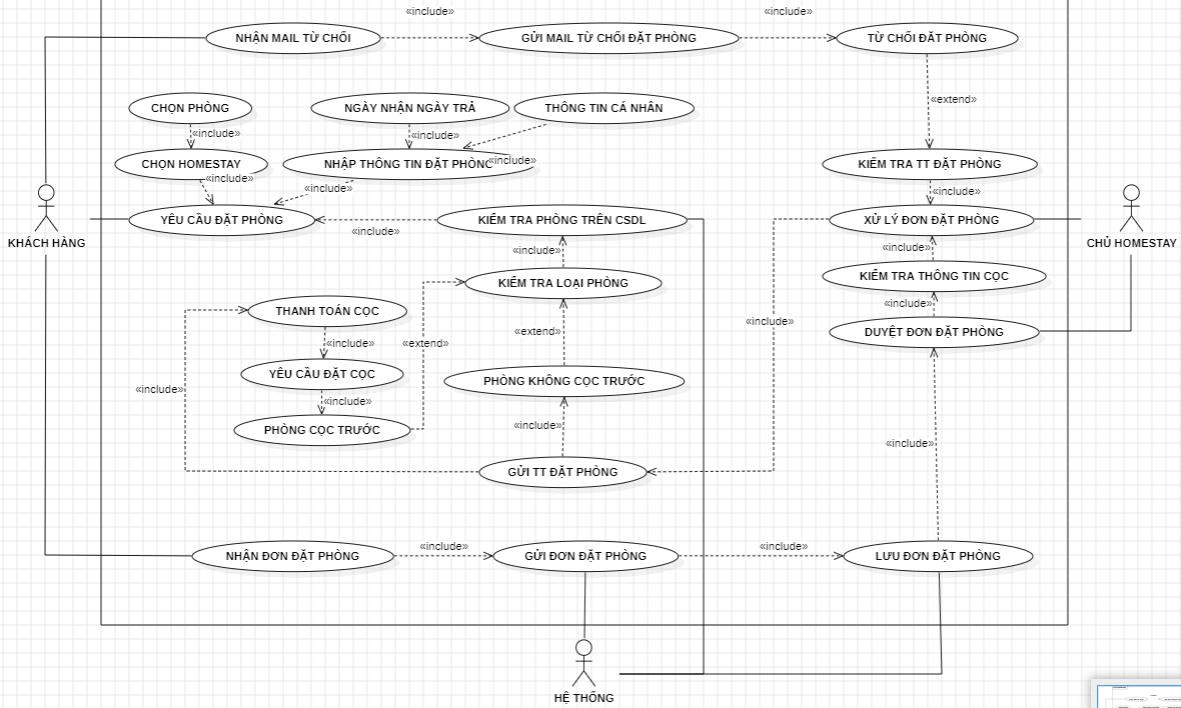 «include»
«include»
NHẬN MAIL TỪ CHỐI
GỬI MAIL TỪ CHỐI ĐẶT PHÒNG
TỪ CHỐI ĐẶT PHÒNG
«extend»
CHỌN PHÒNG
NGÀY NHẬN NGÀY TRẢ
THÔNG TIN CÁ NHÂN
«include»
«include»
CHỌN HOMESTAY
NHẬP THÔNG TIN ĐẶT PHÒNG
«include»
KIỂM TRA TT ĐẶT PHÒNG
«include»
«include»
«include»
YÊU CẦU ĐẶT PHÒNG
KIỂM TRA PHÒNG TRÊN CSDL
XỬ LÝ ĐƠN ĐẶT PHÒNG
KHÁCH HÀNG
CHỦ HOMESTAY
«include»
«include»
«include»
KIỂM TRA LOẠI PHÒNG
KIỂM TRA THÔNG TIN CỌC
«include»
THANH TOÁN CỌC
«include»
«extend»
DUYỆT ĐƠN ĐẶT PHÒNG
«include»
«extend»
YÊU CẦU ĐẶT CỌC
PHÒNG KHÔNG CỌC TRƯỚC
«include»
«include»
PHÒNG CỌC TRƯỚC
«include»
«include»
GỬI TT ĐẶT PHÒNG
«include»
«include»
NHẬN ĐƠN ĐẶT PHÒNG
GỬI ĐƠN ĐẶT PHÒNG
LƯU ĐƠN ĐẶT PHÒNG
HỆ THỐNG